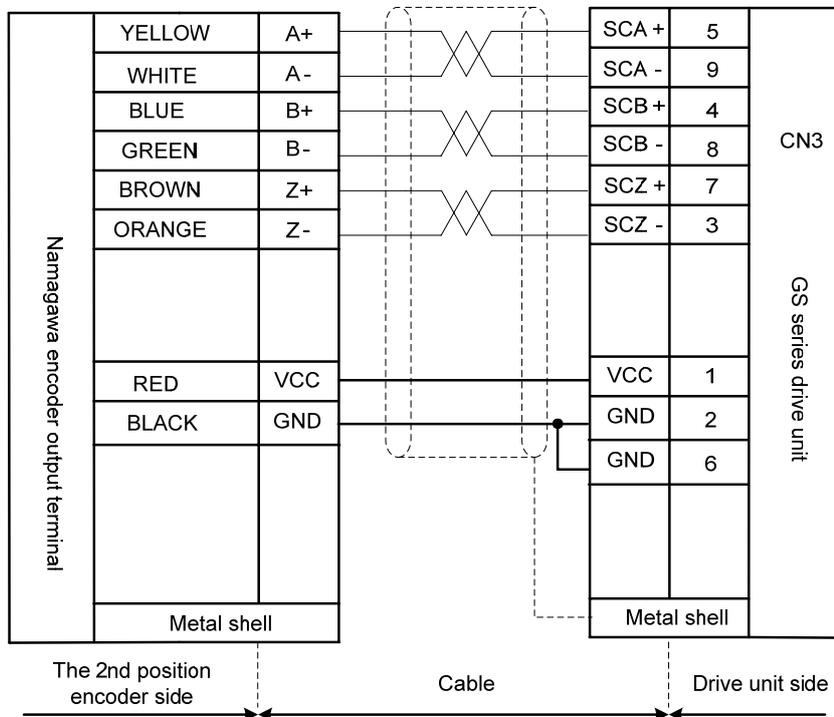 Namagawa encoder output terminal
YELLOW A+
WHITE A-
BLUE B+
GREEN B-
BROWN Z+
ORANGE Z-
RED VCC
BLACK GND
Metal shell
SCA + 5
SCA - 9
SCB + 4
SCB - 8
SCZ + 7
SCZ - 3
VCC 1
GND 2
GND 6
Metal shell
CN3
GS series drive unit
The 2nd position
encoder side
Cable
Drive unit side